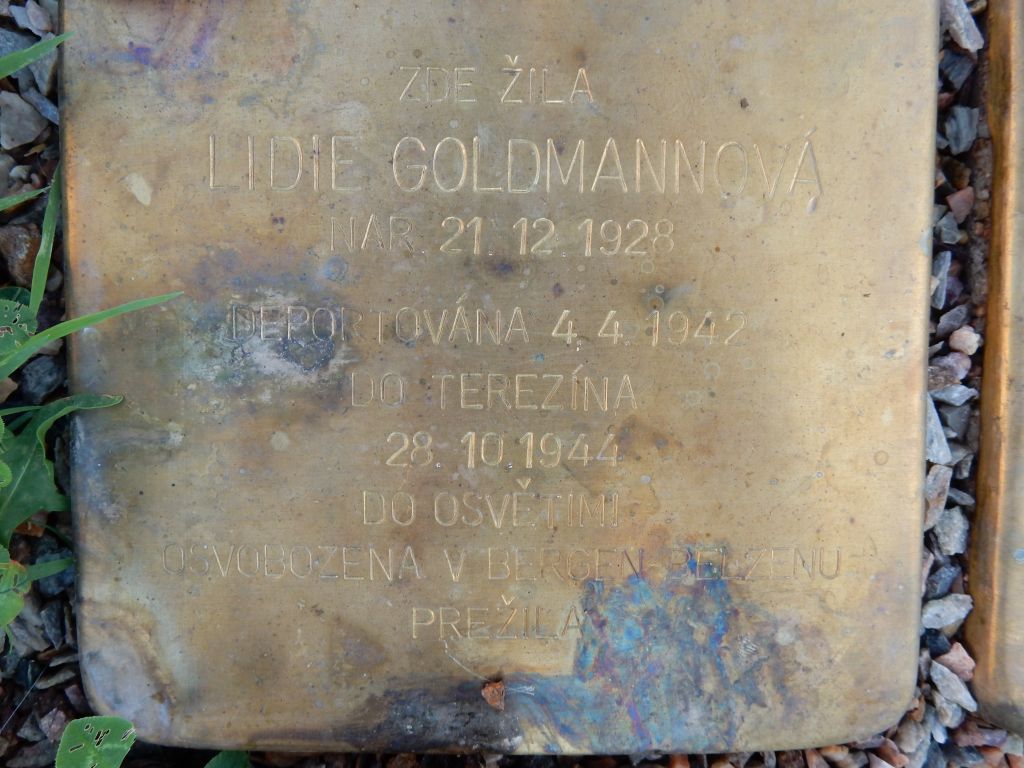 ZDE ŽILA
LIDIE GOLDMANNOVÁ
NAR. 21. 12. 1928
DEPORTOVÁNA 4. 4. 1942
DO TEREZÍNA
28. 10. 1944
DO OSVĚTIMI
OSVOBOZENA V BERGEN-BELZENU
PREŽILA